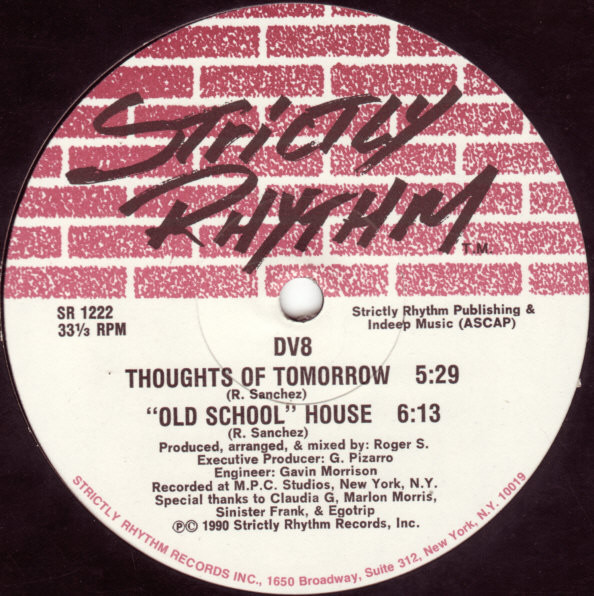 Strictly
Rhythm
T.M.
SR 1222
33⅓ RPM
Strictly Rhythm Publishing &
Indeep Music (ASCAP)
DV8
THOUGHTS OF TOMORROW 5:29
(R. Sanchez)
"OLD SCHOOL" HOUSE 6:13
(R. Sanchez)
Produced, arranged, & mixed by: Roger S.
Executive Producer: G. Pizarro
Engineer: Gavin Morrison
Recorded at M.P.C. Studios, New York, N.Y.
Special thanks to Claudia G, Marlon Morris,
Sinister Frank, & Egotrip
℗© 1990 Strictly Rhythm Records, Inc.
STRICTLY RHYTHM RECORDS INC., 1650 Broadway, Suite 312, New York, N.Y. 10019